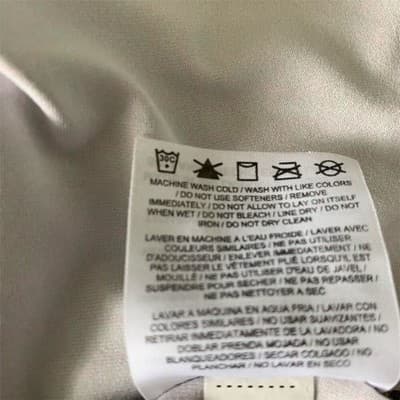 30C
MACHINE WASH COLD / WASH WITH LIKE COLORS
/ DO NOT USE SOFTENERS / REMOVE
IMMEDIATELY / DO NOT ALLOW TO LAY ON ITSELF
WHEN WET / DO NOT BLEACH / LINE DRY / DO NOT
IRON / DO NOT DRY CLEAN
LAVER EN MACHINE A L'EAU FROIDE / LAVER AVEC
COULEURS SIMILAIRES / NE PAS UTILISER
D'ADOUCISSEUR / ENLEVER IMMÉDIATEMENT / NE
PAS LAISSER LE VÊTEMENT PLIÉ LORSQU'IL EST
MOUILLÉ / NE PAS UTILISER D'EAU DE JAVEL /
SUSPENDRE POUR SÉCHER / NE PAS REPASSER /
NE PAS NETTOYER A SEC
LAVAR A MAQUINA EN AGUA FRIA / LAVAR CON
COLORES SIMILARES / NO USAR SUAVIZANTES /
RETIRAR IMMEDIATAMENTE DE LA LAVADORA / NO
DOBLAR PRENDA MOJADA / NO USAR
BLANQUEADORES / SECAR COLGADO / NO
PLANCHAR / NO LAVAR EN SECO